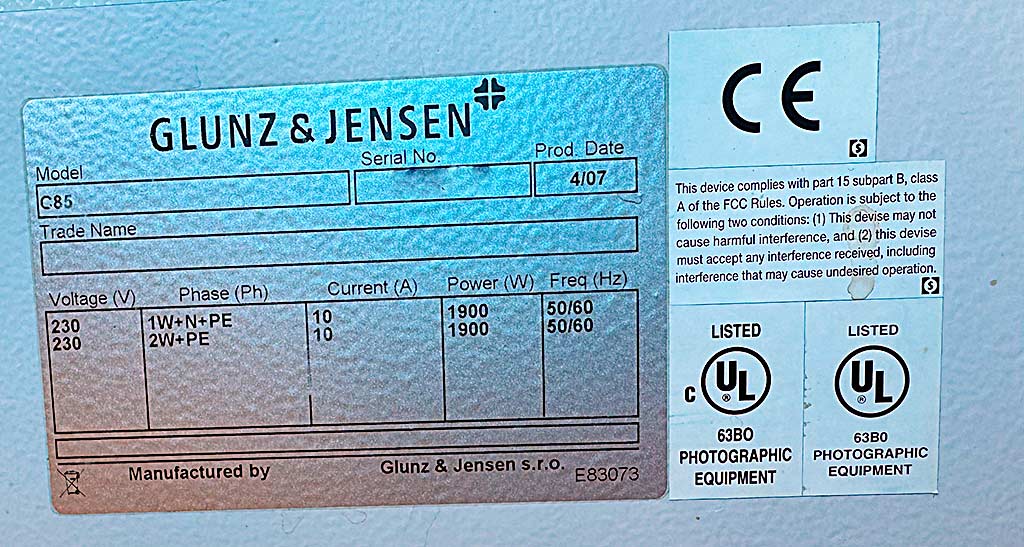 GLUNZ & JENSEN
Model
Serial No.
Prod. Date
C85
4/07
Trade Name
Voltage (V) Phase (Ph) Current (A) Power (W) Freq (Hz)
230 1W+N+PE 10 1900 50/60
230 2W+PE 10 1900 50/60
Manufactured by Glunz & Jensen s.r.o. E83073
CE
This device complies with part 15 subpart B, class
A of the FCC Rules. Operation is subject to the
following two conditions: (1) This devise may not
cause harmful interference, and (2) this devise
must accept any interference received, including
interference that may cause undesired operation.
LISTED
C UL ®
63BO
PHOTOGRAPHIC
EQUIPMENT
LISTED
UL ®
63B0
PHOTOGRAPHIC
EQUIPMENT